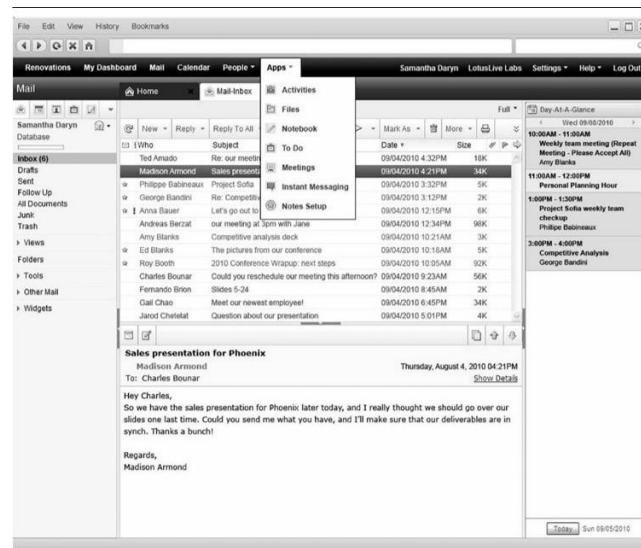 File Edit View History Bookmarks
Renovations My Dashboard Mail Calendar People Apps Samantha Daryn LotusLive Labs Settings Help Log Out
Mail
Home
Mail-Inbox
Activities
Files
Notebook
To Do
Meetings
Instant Messaging
Notes Setup
Full
Samantha Daryn
Database
Inbox (6)
Drafts
Sent
Follow Up
All Documents
Junk
Trash
Views
Folders
Tools
Other Mail
Widgets
New Reply Reply To All Mark As More
Who Subject Date Size
Ted Amado Re: our meetin 09/04/2010 4:32PM 18K
Madison Armond Sales present 09/04/2010 4:21PM 34K
Philippe Babineaux Project Sofia 09/04/2010 3:32PM 5K
George Bandini Re: Competitiv 09/04/2010 3:12PM 2K
! Anna Bauer Let's go out to 09/04/2010 12:15PM 6K
Andreas Berzat our meeting at 3pm with Jane 09/04/2010 12:34PM 98K
Amy Blanks Competitive analysis deck 09/04/2010 10:21AM 3K
Ed Blanks The pictures from our conference 09/04/2010 10:18AM 5K
Roy Booth 2010 Conference Wrapup: next steps 09/04/2010 10:05AM 92K
Charles Bounar Could you reschedule our meeting this afternoon? 09/04/2010 9:23AM 56K
Fernando Brion Slides 5-24 09/04/2010 8:45AM 2K
Gail Chao Meet our newest employee! 09/04/2010 6:45PM 34K
Jarod Chetelat Question about our presentation 09/04/2010 5:01PM 4K
Sales presentation for Phoenix
Madison Armond Thursday, August 4, 2010 04:21PM
To: Charles Bounar Show Details
Hey Charles,
So we have the sales presentation for Phoenix later today, and I really thought we should go over our
slides one last time. Could you send me what you have, and I'll make sure that our deliverables are in
synch. Thanks a bunch!
Regards,
Madison Armond
Day-At-A-Glance
Wed 09/08/2010
10:00AM - 11:00AM
Weekly team meeting (Repeat
Meeting - Please Accept All)
Amy Blanks
11:00AM - 12:00PM
Personal Planning Hour
1:00PM - 1:30PM
Project Sofia weekly team
checkup
Philipe Babineaux
3:00PM - 4:00PM
Competitive Analysis
George Bandini
Today Sun 09/05/2010